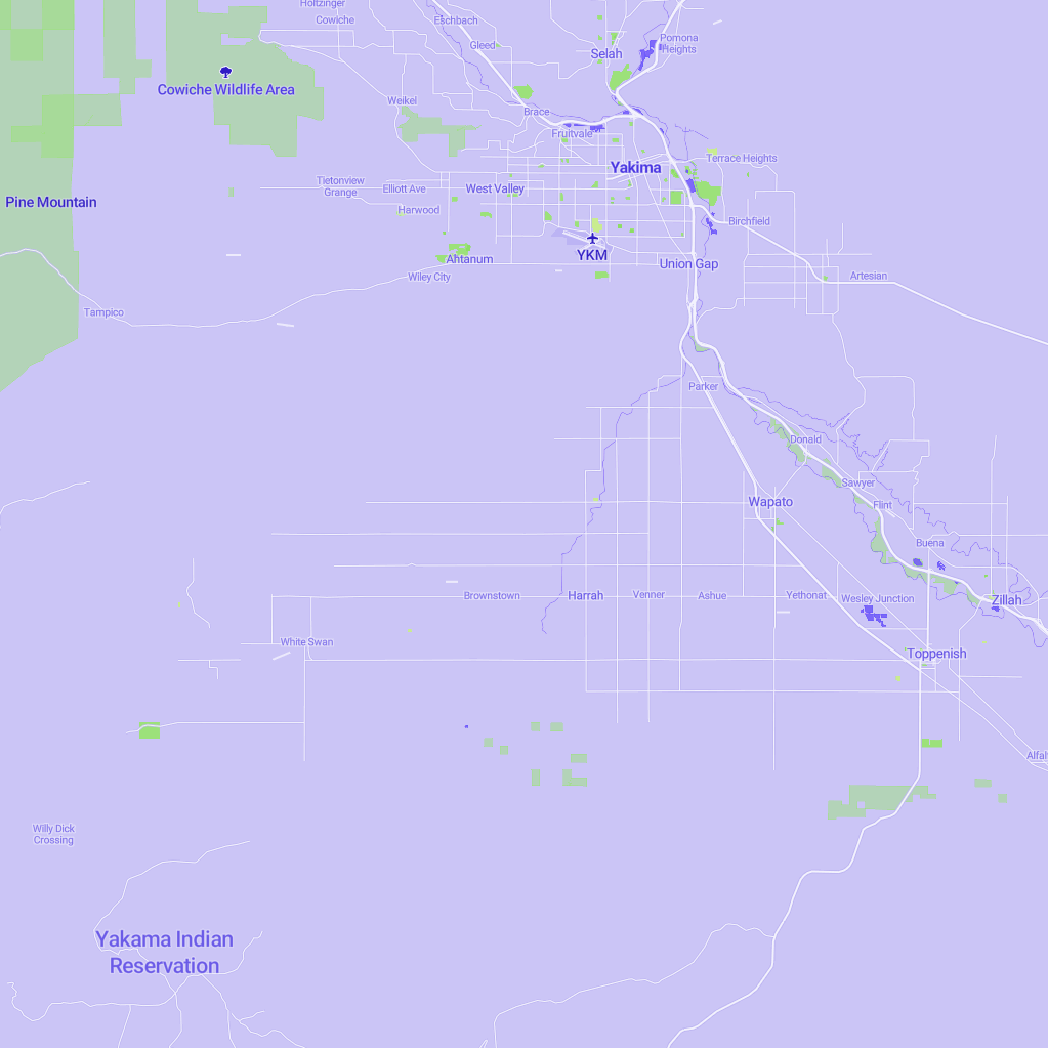 Holtzinger
Cowiche
Eschbach
Gleed
Selah
Pomona
Heights
Cowiche Wildlife Area
Weikel
Brace
Fruitvale
Yakima
Terrace Heights
Tietonview
Grange
Elliott Ave
West Valley
Pine Mountain
Harwood
Birchfield
YKM
Ahtanum
Union Gap
Wiley City
Artesian
Tampico
Parker
Donald
Sawyer
Wapato
Flint
Buena
Brownstown
Harrah
Venner
Ashue
Yethonat
Wesley Junction
Zillah
White Swan
Toppenish
Alfal
Willy Dick
Crossing
Yakama Indian
Reservation